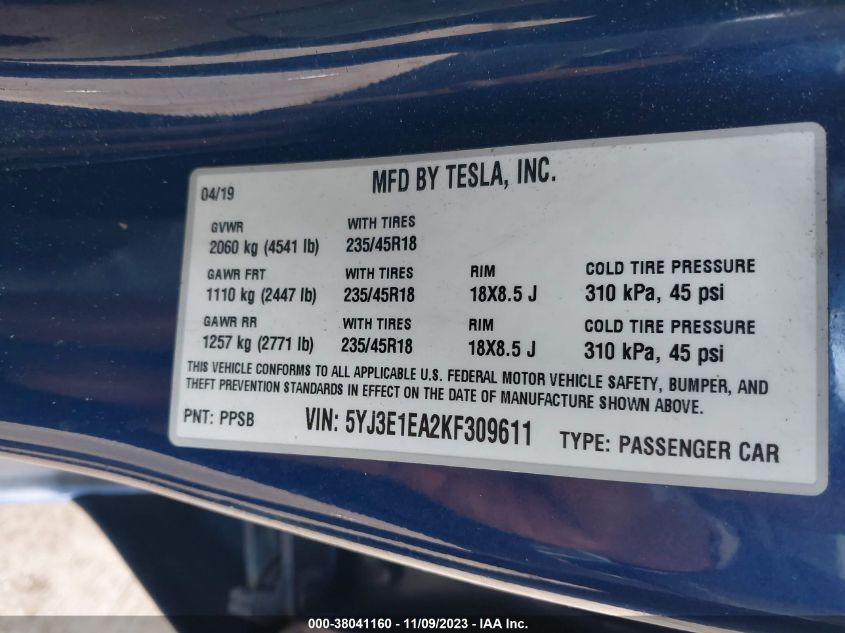 04/19 MFD BY TESLA, INC.
GVWR WITH TIRES
2060 kg (4541 lb) 235/45R18
GAWR FRT WITH TIRES RIM COLD TIRE PRESSURE
1110 kg (2447 lb) 235/45R18 18X8.5 J 310 kPa, 45 psi
GAWR RR WITH TIRES RIM COLD TIRE PRESSURE
1257 kg (2771 lb) 235/45R18 18X8.5 J 310 kPa, 45 psi
THIS VEHICLE CONFORMS TO ALL APPLICABLE U.S. FEDERAL MOTOR VEHICLE SAFETY, BUMPER, AND
THEFT PREVENTION STANDARDS IN EFFECT ON THE DATE OF MANUFACTURE SHOWN ABOVE.
PNT: PPSB VIN: 5YJ3E1EA2KF309611 TYPE: PASSENGER CAR
000-38041160 - 11/09/2023 - IAA Inc.